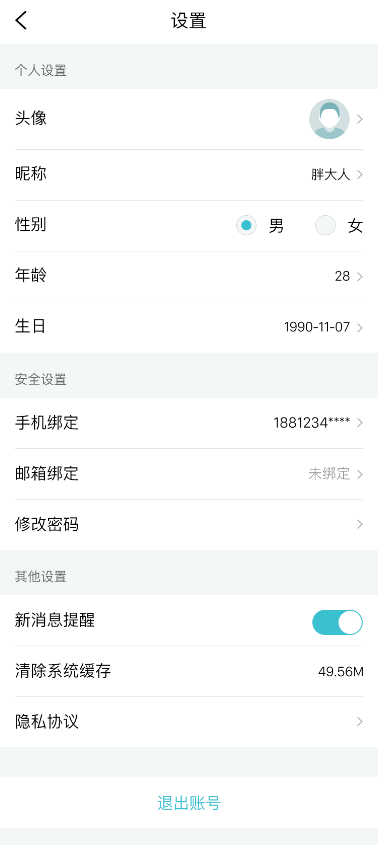 设置
个人设置
头像
昵称 胖大人
性别 男 女
年龄 28
生日 1990-11-07
安全设置
手机绑定 1881234****
邮箱绑定 未绑定
修改密码
其他设置
新消息提醒
清除系统缓存 49.56M
隐私协议
退出账号